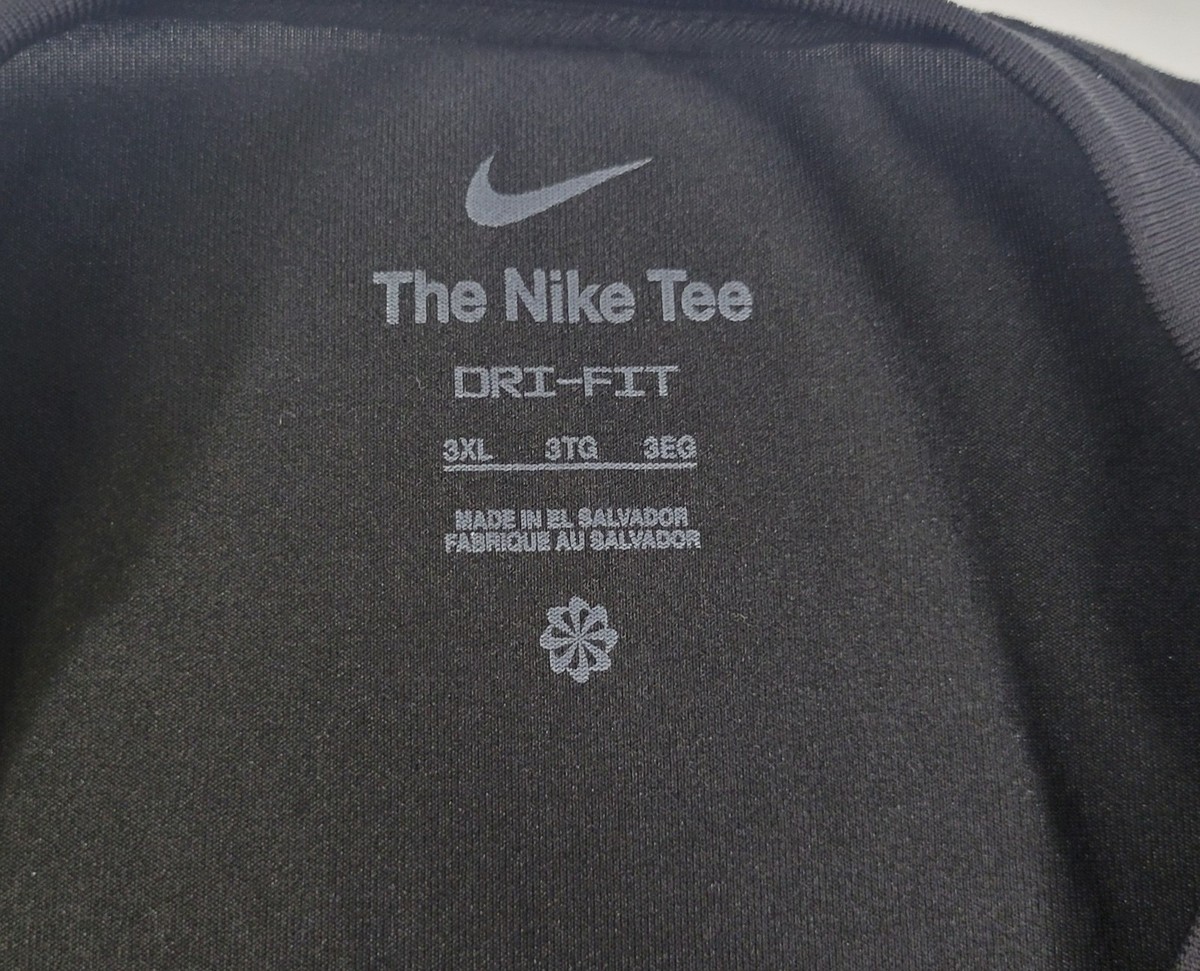 The Nike Tee
DRI-FIT
3XL 3TG 3EG
MADE IN EL SALVADOR
FABRIQUE AU SALVADOR